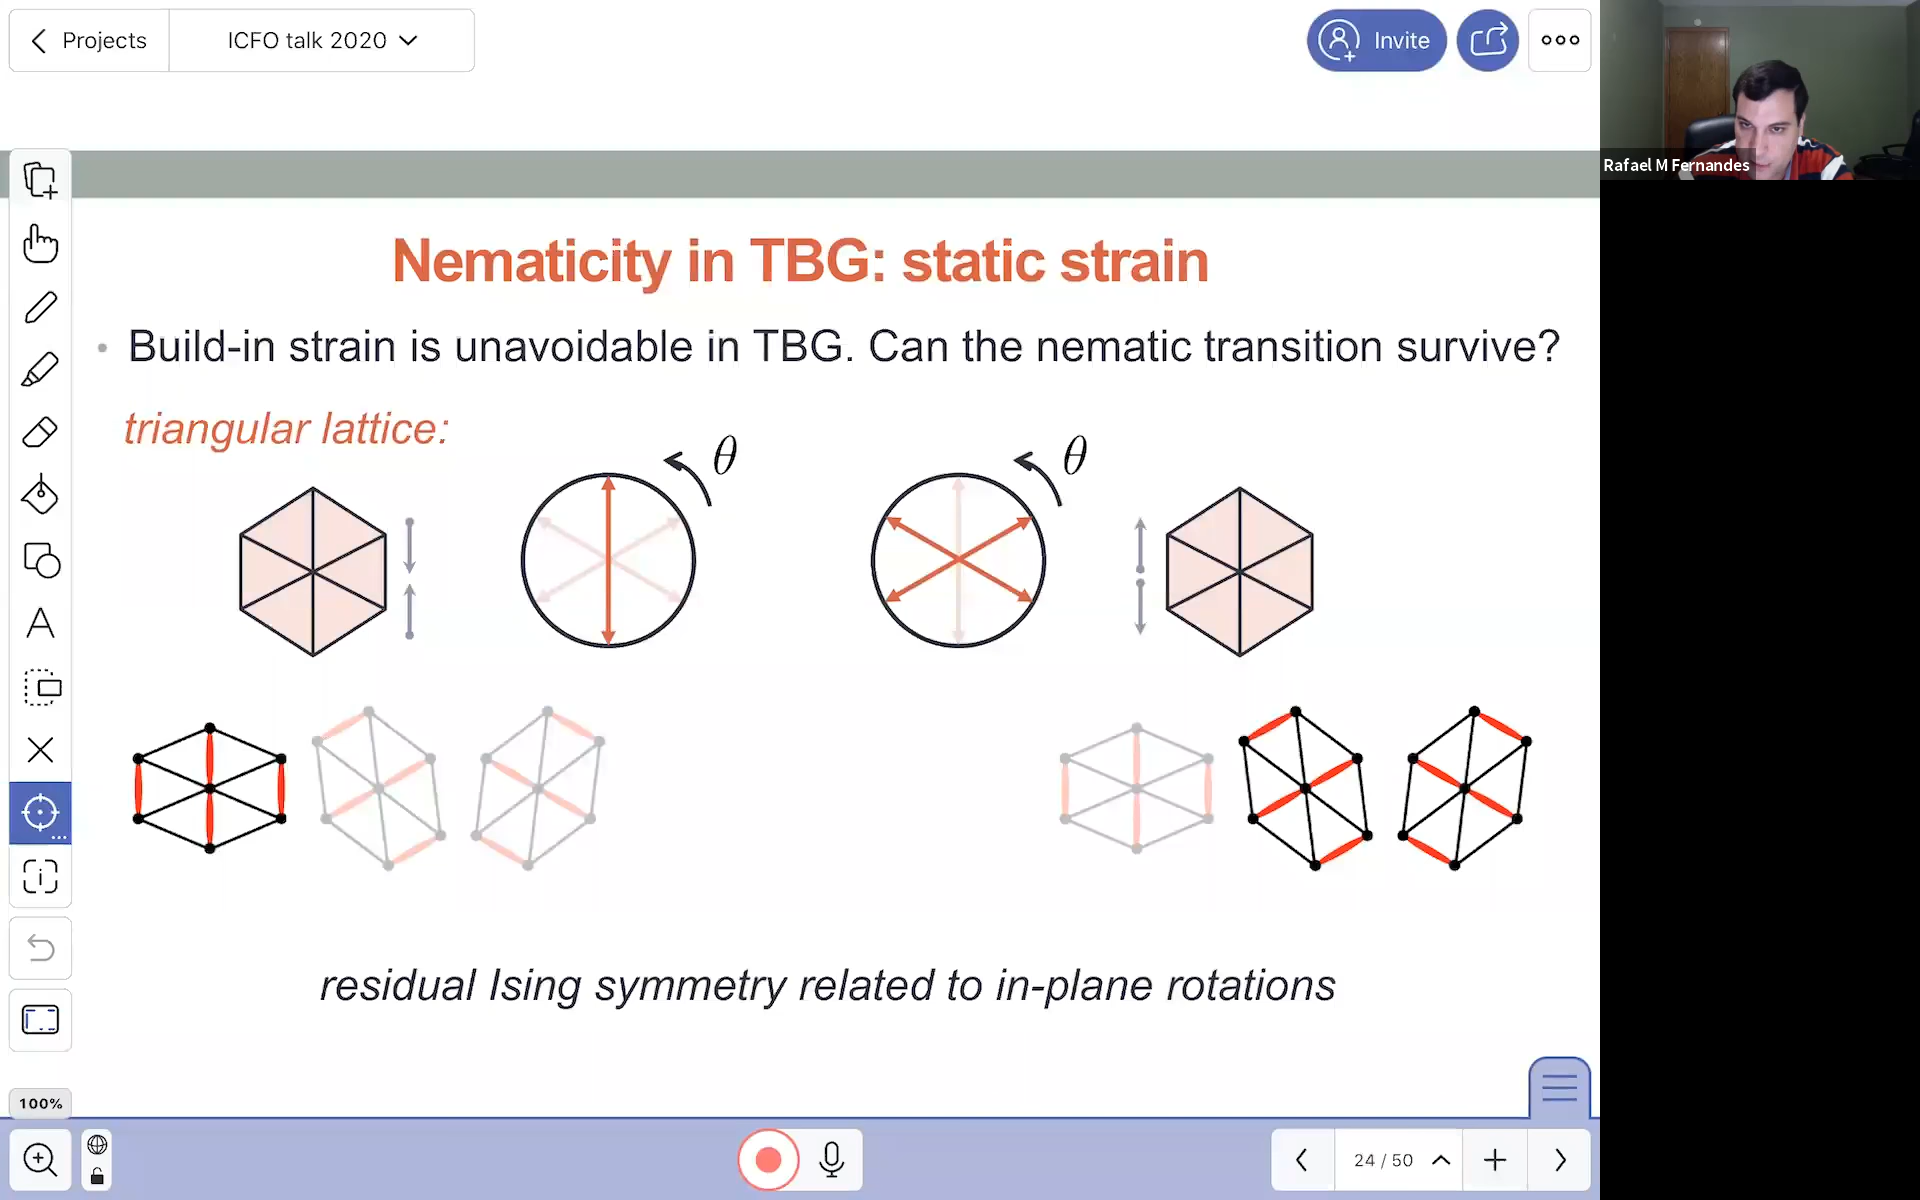 Projects
ICFO talk 2020
Invite
Rafael M Fernandes
Nematicity in TBG: static strain
• Build-in strain is unavoidable in TBG. Can the nematic transition survive?
triangular lattice:
θ
θ
residual Ising symmetry related to in-plane rotations
100%
24 / 50